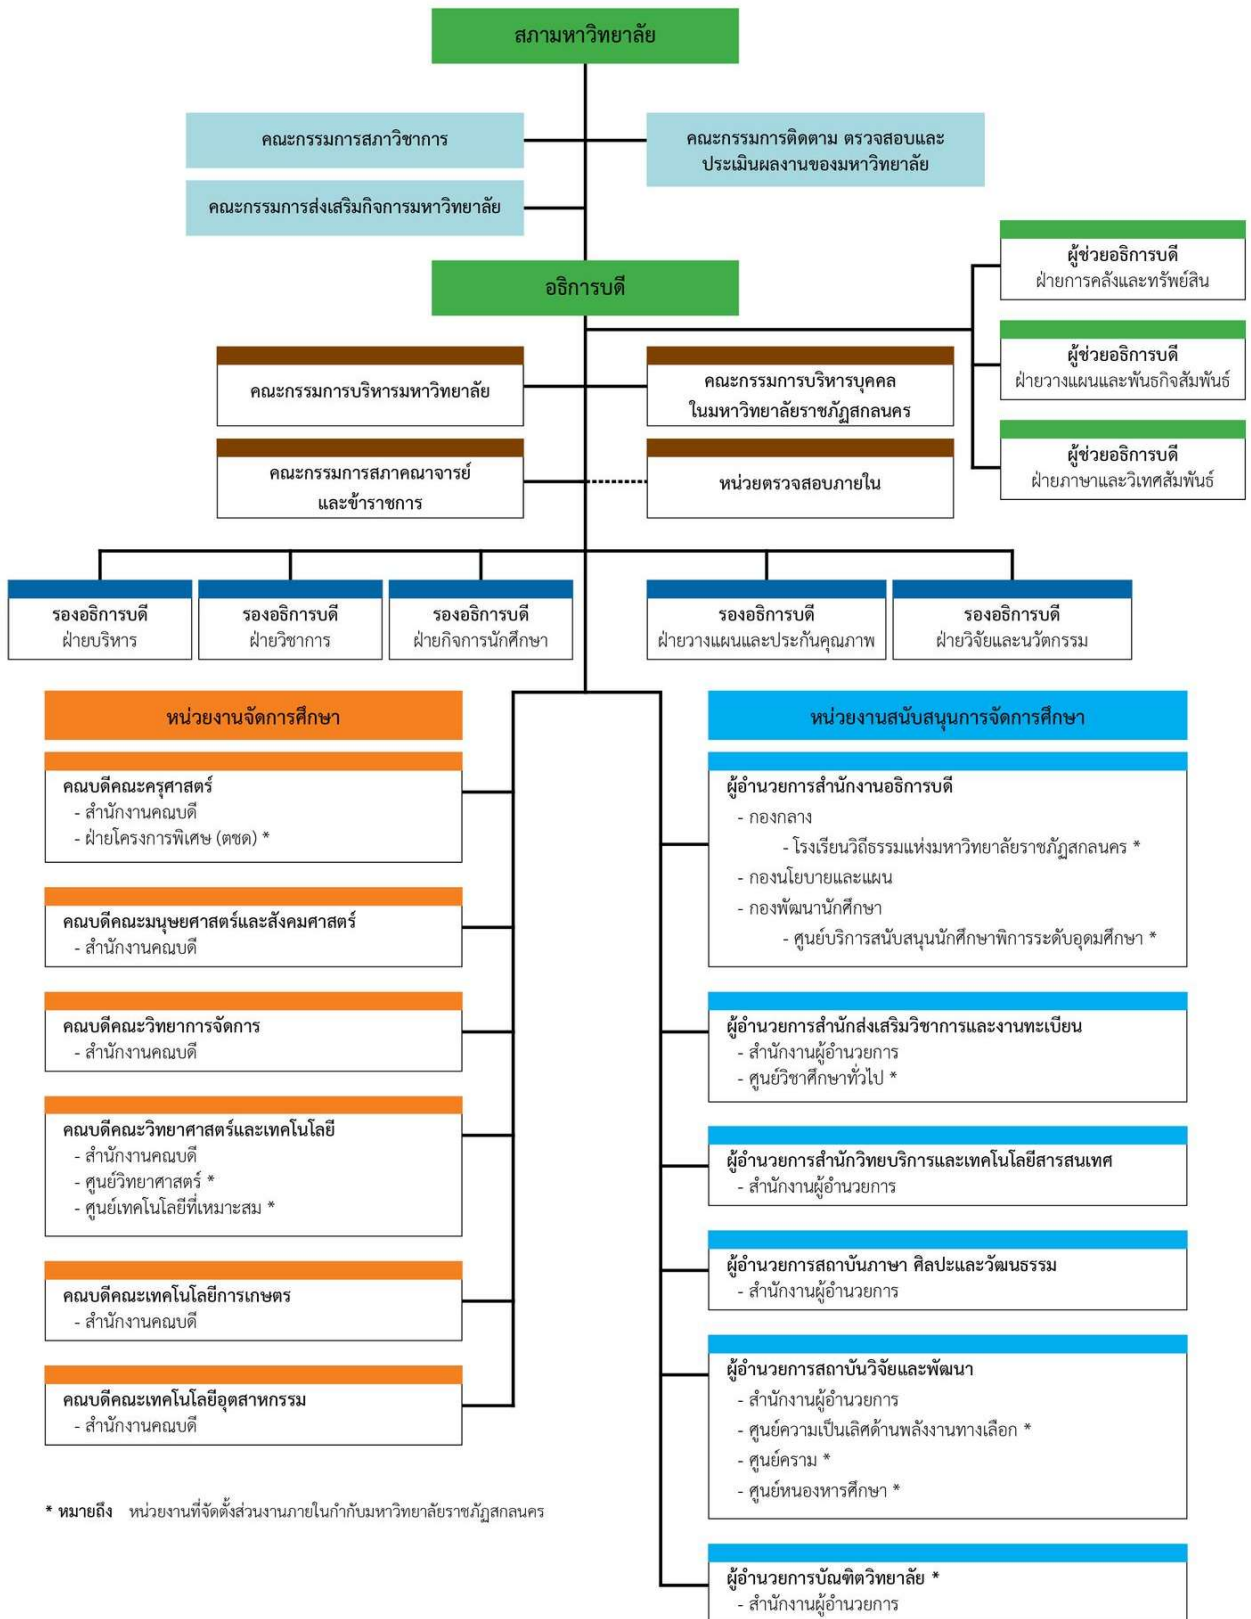 สภามหาวิทยาลัย
คณะกรรมการสภาวิชาการ
คณะกรรมการติดตาม ตรวจสอบและ
ประเมินผลงานของมหาวิทยาลัย
คณะกรรมการส่งเสริมกิจการมหาวิทยาลัย
อธิการบดี
ผู้ช่วยอธิการบดี
ฝ่ายการคลังและทรัพย์สิน
ผู้ช่วยอธิการบดี
ฝ่ายวางแผนและพันธกิจสัมพันธ์
ผู้ช่วยอธิการบดี
ฝ่ายภาษาและวิเทศสัมพันธ์
คณะกรรมการบริหารมหาวิทยาลัย
คณะกรรมการบริหารบุคคล
ในมหาวิทยาลัยราชภัฏสกลนคร
คณะกรรมการสภาคณาจารย์
และข้าราชการ
หน่วยตรวจสอบภายใน
รองอธิการบดี
ฝ่ายบริหาร
รองอธิการบดี
ฝ่ายวิชาการ
รองอธิการบดี
ฝ่ายกิจการนักศึกษา
รองอธิการบดี
ฝ่ายวางแผนและประกันคุณภาพ
รองอธิการบดี
ฝ่ายวิจัยและนวัตกรรม
หน่วยงานจัดการศึกษา
คณบดีคณะครุศาสตร์
- สำนักงานคณบดี
- ฝ่ายโครงการพิเศษ (ตชด) *
คณบดีคณะมนุษยศาสตร์และสังคมศาสตร์
- สำนักงานคณบดี
คณบดีคณะวิทยาการจัดการ
- สำนักงานคณบดี
คณบดีคณะวิทยาศาสตร์และเทคโนโลยี
- สำนักงานคณบดี
- ศูนย์วิทยาศาสตร์ *
- ศูนย์เทคโนโลยีที่เหมาะสม *
คณบดีคณะเทคโนโลยีการเกษตร
- สำนักงานคณบดี
คณบดีคณะเทคโนโลยีอุตสาหกรรม
- สำนักงานคณบดี
* หมายถึง หน่วยงานที่จัดตั้งส่วนงานภายในกำกับมหาวิทยาลัยราชภัฏสกลนคร
หน่วยงานสนับสนุนการจัดการศึกษา
ผู้อำนวยการสำนักงานอธิการบดี
- กองกลาง
- โรงเรียนวิถีธรรมแห่งมหาวิทยาลัยราชภัฏสกลนคร *
- กองนโยบายและแผน
- กองพัฒนานักศึกษา
- ศูนย์บริการสนับสนุนนักศึกษาพิการระดับอุดมศึกษา *
ผู้อำนวยการสำนักส่งเสริมวิชาการและงานทะเบียน
- สำนักงานผู้อำนวยการ
- ศูนย์วิชาศึกษาทั่วไป *
ผู้อำนวยการสำนักวิทยบริการและเทคโนโลยีสารสนเทศ
- สำนักงานผู้อำนวยการ
ผู้อำนวยการสถาบันภาษา ศิลปะและวัฒนธรรม
- สำนักงานผู้อำนวยการ
ผู้อำนวยการสถาบันวิจัยและพัฒนา
- สำนักงานผู้อำนวยการ
- ศูนย์ความเป็นเลิศด้านพลังงานทางเลือก *
- ศูนย์คราม *
- ศูนย์หนองหารศึกษา *
ผู้อำนวยการบัณฑิตวิทยาลัย *
- สำนักงานผู้อำนวยการ